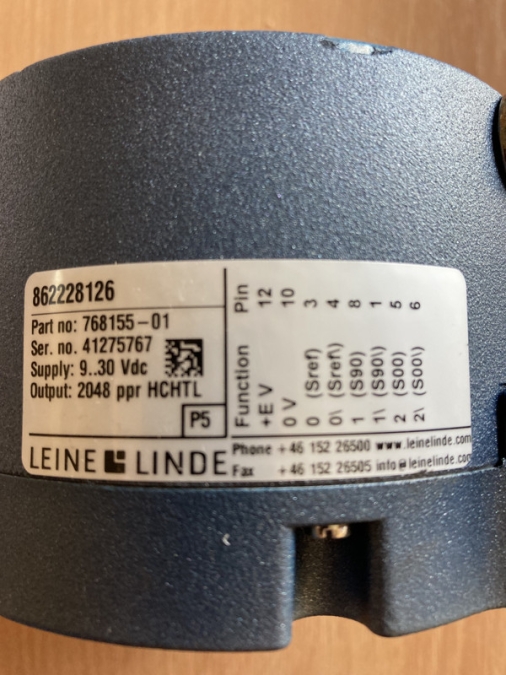 862228126
Part no: 768155-01
Ser. no. 41275767
Supply: 9..30 Vdc
Output: 2048 ppr HCHTL
P5
LEINE LINDE
Function Pin
+E V 12
0 V 10
0 (Sref) 3
0\ (Sref\) 4
1 (S90) 8
1\ (S90\) 1
2 (S00) 5
2\ (S00\) 6
Phone +46 152 26500 www.leinelinde.com
Fax +46 152 26505 info@leinelinde.com